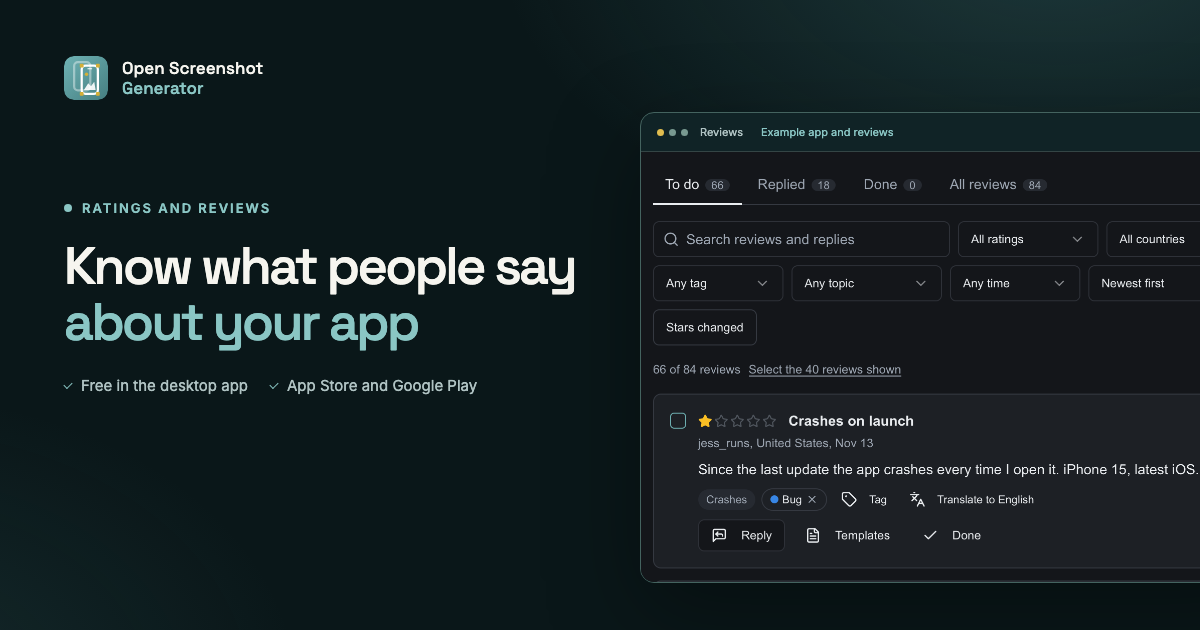 Open Screenshot
Generator
RATINGS AND REVIEWS
Know what people say
about your app
Free in the desktop app
App Store and Google Play
Reviews
Example app and reviews
To do 66
Replied 18
Done 0
All reviews 84
Search reviews and replies
All ratings
All countries
Any tag
Any topic
Any time
Newest first
Stars changed
66 of 84 reviews Select the 40 reviews shown
Crashes on launch
jess_runs, United States, Nov 13
Since the last update the app crashes every time I open it. iPhone 15, latest iOS.
Crashes
Bug
Tag
Translate to English
Reply
Templates
Done